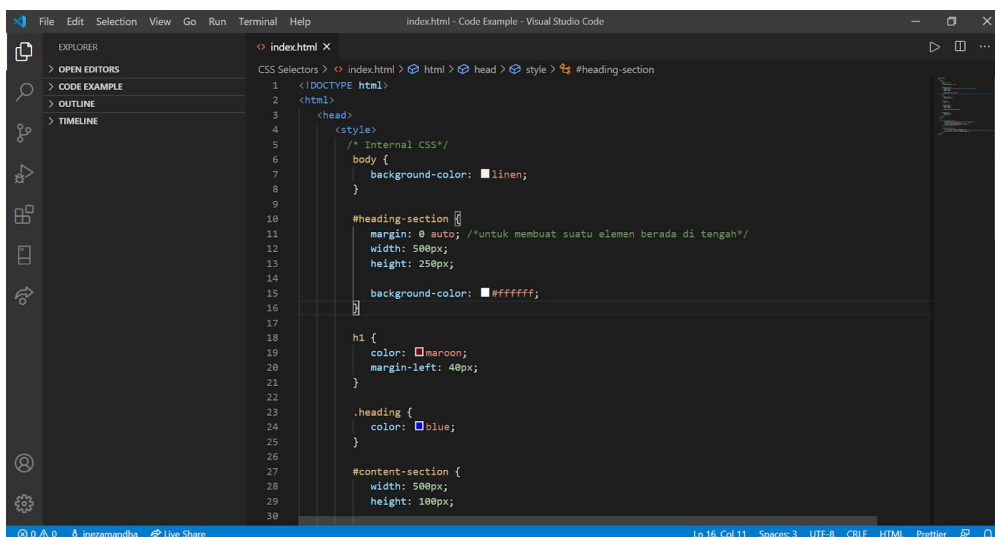 File Edit Selection View Go Run Terminal Help index.html - Code Example - Visual Studio Code
EXPLORER
> OPEN EDITORS
> CODE EXAMPLE
> OUTLINE
> TIMELINE
<> index.html ×
CSS Selectors > <> index.html > html > head > style > #heading-section
1 <!DOCTYPE html>
2 <html>
3 <head>
4 <style>
5 /* Internal CSS*/
6 body {
7 background-color: linen;
8 }
9
10 #heading-section {
11 margin: 0 auto; /*untuk membuat suatu elemen berada di tengah*/
12 width: 500px;
13 height: 250px;
14
15 background-color: #ffffff;
16 }
17
18 h1 {
19 color: maroon;
20 margin-left: 40px;
21 }
22
23 .heading {
24 color: blue;
25 }
26
27 #content-section {
28 width: 500px;
29 height: 100px;
30
0 0 inezamandha Live Share Ln 16, Col 11 Spaces: 3 UTF-8 CRLF HTML Prettier